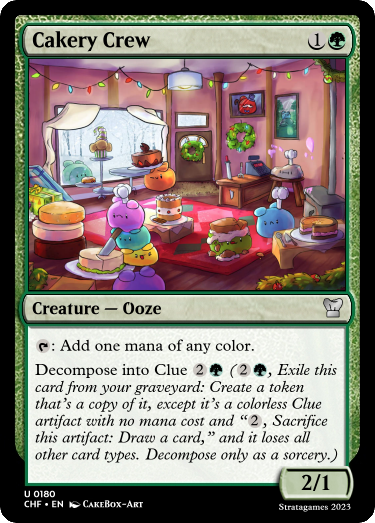 Cakery Crew 1
Creature — Ooze
: Add one mana of any color.
Decompose into Clue 2 (2 , Exile this
card from your graveyard: Create a token
that's a copy of it, except it's a colorless Clue
artifact with no mana cost and “2, Sacrifice
this artifact: Draw a card,” and it loses all
other card types. Decompose only as a sorcery.)
2/1
U 0180
CHF • EN CakeBox-Art
Stratagames 2023